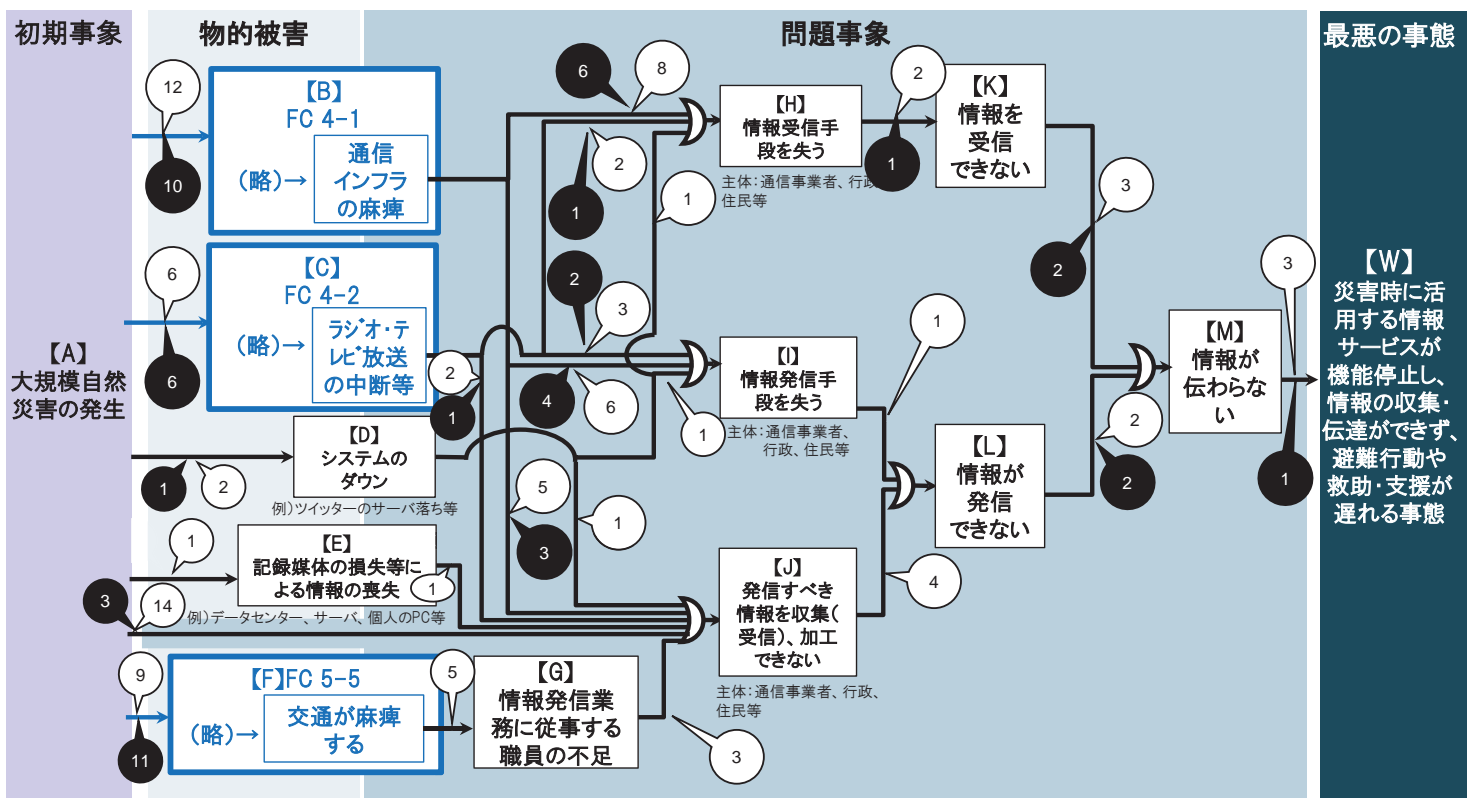 初期事象
物的被害
問題事象
最悪の事態
【A】
大規模自然
災害の発生
12
10
【B】
FC 4-1
(略)→
通信
インフラ
の麻痺
6
6
【C】
FC 4-2
(略)→
ラジオ・テ
レビ放送
の中断等
1
2
【D】
システムの
ダウン
例)ツイッターのサーバ落ち等
1
【E】
記録媒体の損失等に
よる情報の喪失
1
例)データセンター、サーバ、個人のPC等
3
14
9
11
【F】FC 5-5
(略)→
交通が麻痺
する
5
【G】
情報発信業
務に従事する
職員の不足
3
6
8
1
2
1
2
3
2
1
4
6
1
5
3
1
【H】
情報受信手
段を失う
主体:通信事業者、行政、
住民等
【I】
情報発信手
段を失う
主体:通信事業者、
行政、住民等
【J】
発信すべき
情報を収集(
受信)、加工
できない
主体:通信事業者、行政、
住民等
2
1
【K】
情報を
受信
できない
1
4
【L】
情報が
発信
できない
3
2
2
2
【M】
情報が
伝わらな
い
3
1
【W】
災害時に活
用する情報
サービスが
機能停止し、
情報の収集・
伝達ができず、
避難行動や
救助・支援が
遅れる事態